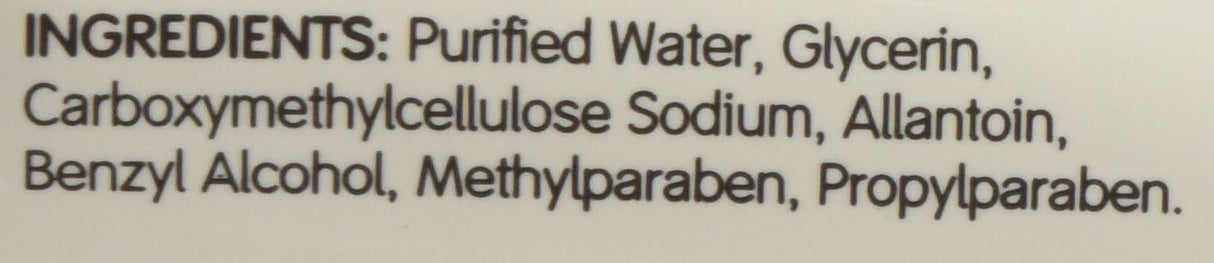 INGREDIENTS: Purified Water, Glycerin,
Carboxymethylcellulose Sodium, Allantoin,
Benzyl Alcohol, Methylparaben, Propylparaben.